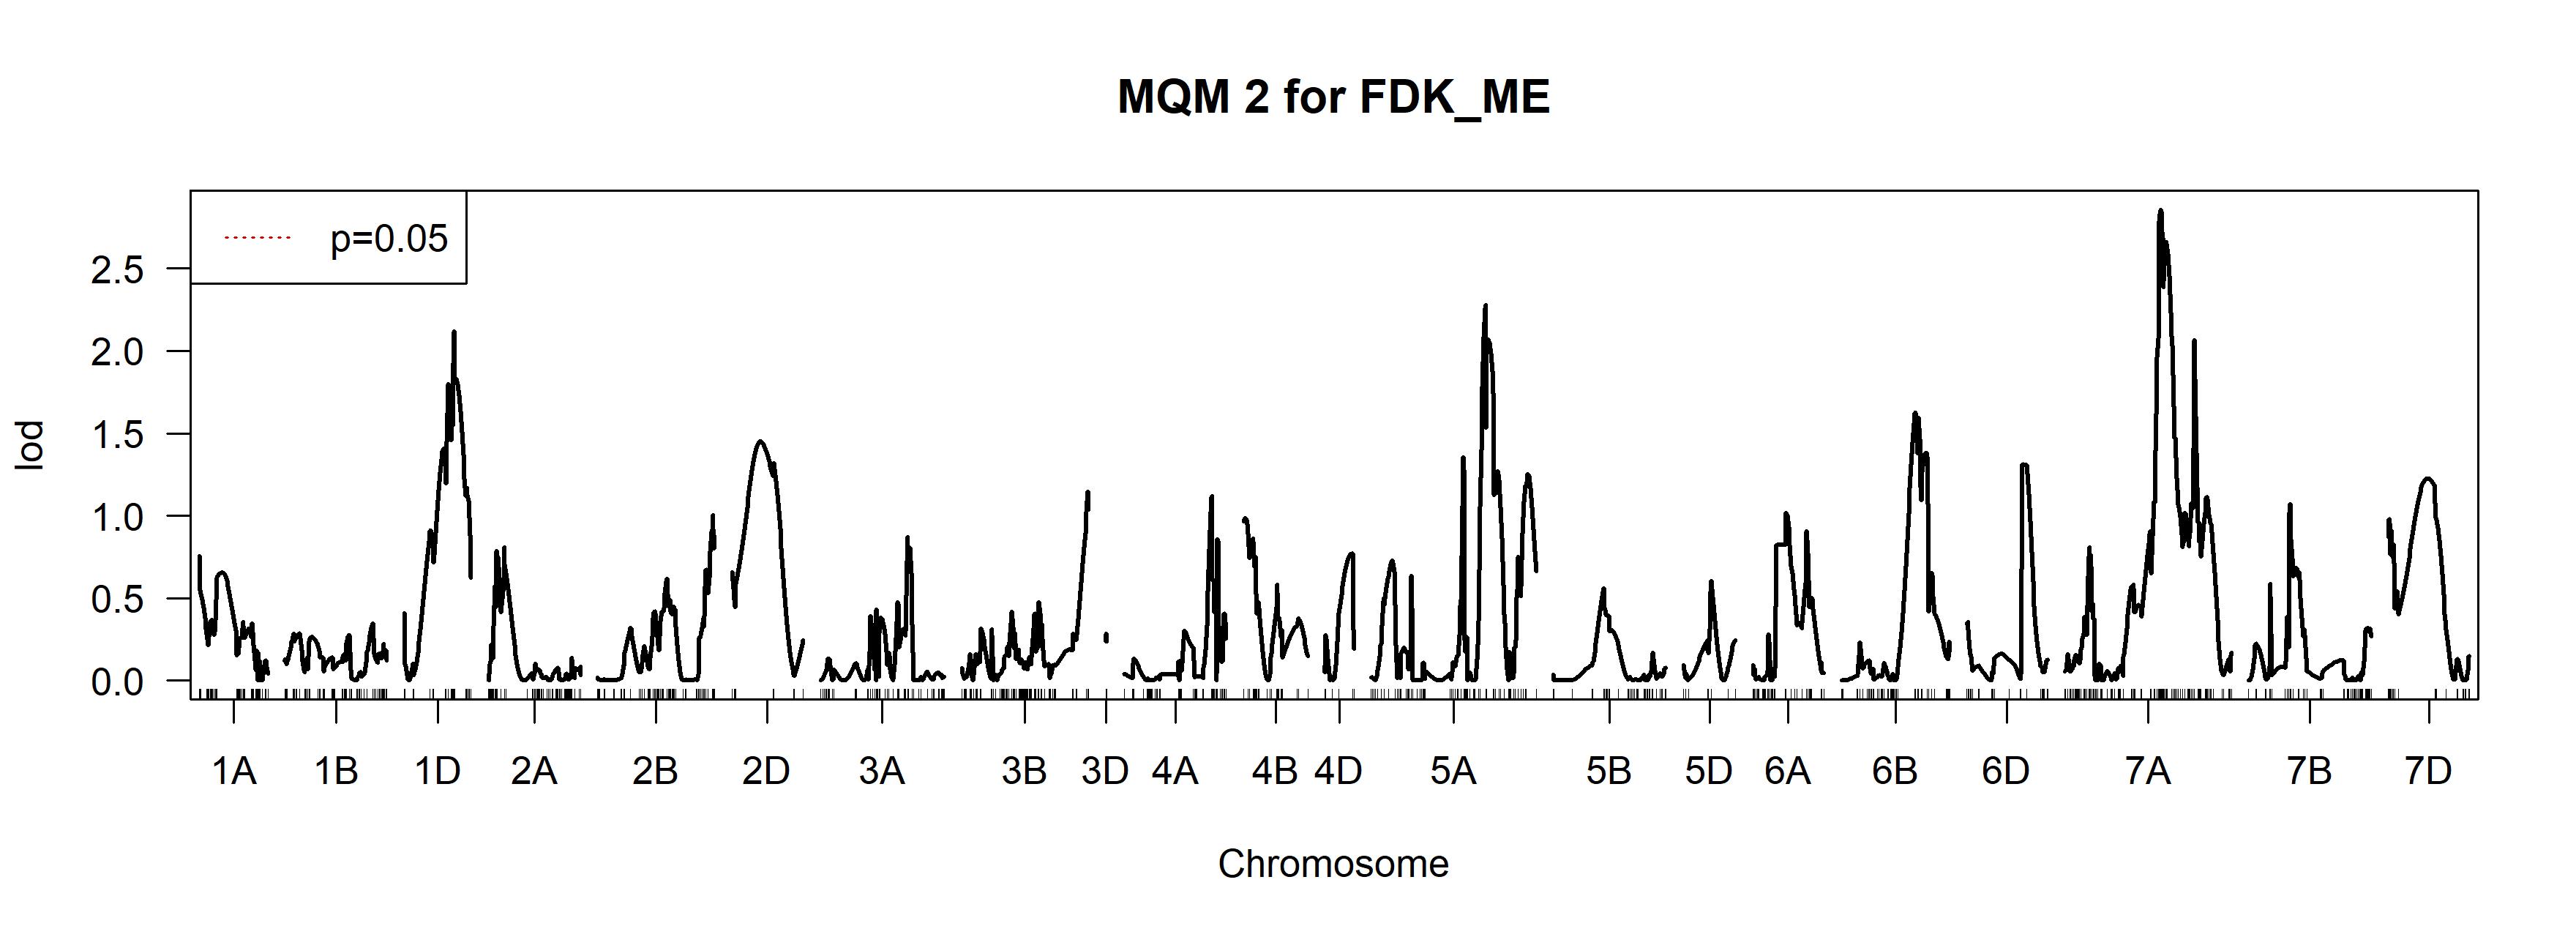 MQM 2 for FDK_ME
p=0.05
lod
2.5
2.0
1.5
1.0
0.5
0.0
1A 1B 1D 2A 2B 2D 3A 3B 3D 4A 4B 4D 5A 5B 5D 6A 6B 6D 7A 7B 7D
Chromosome